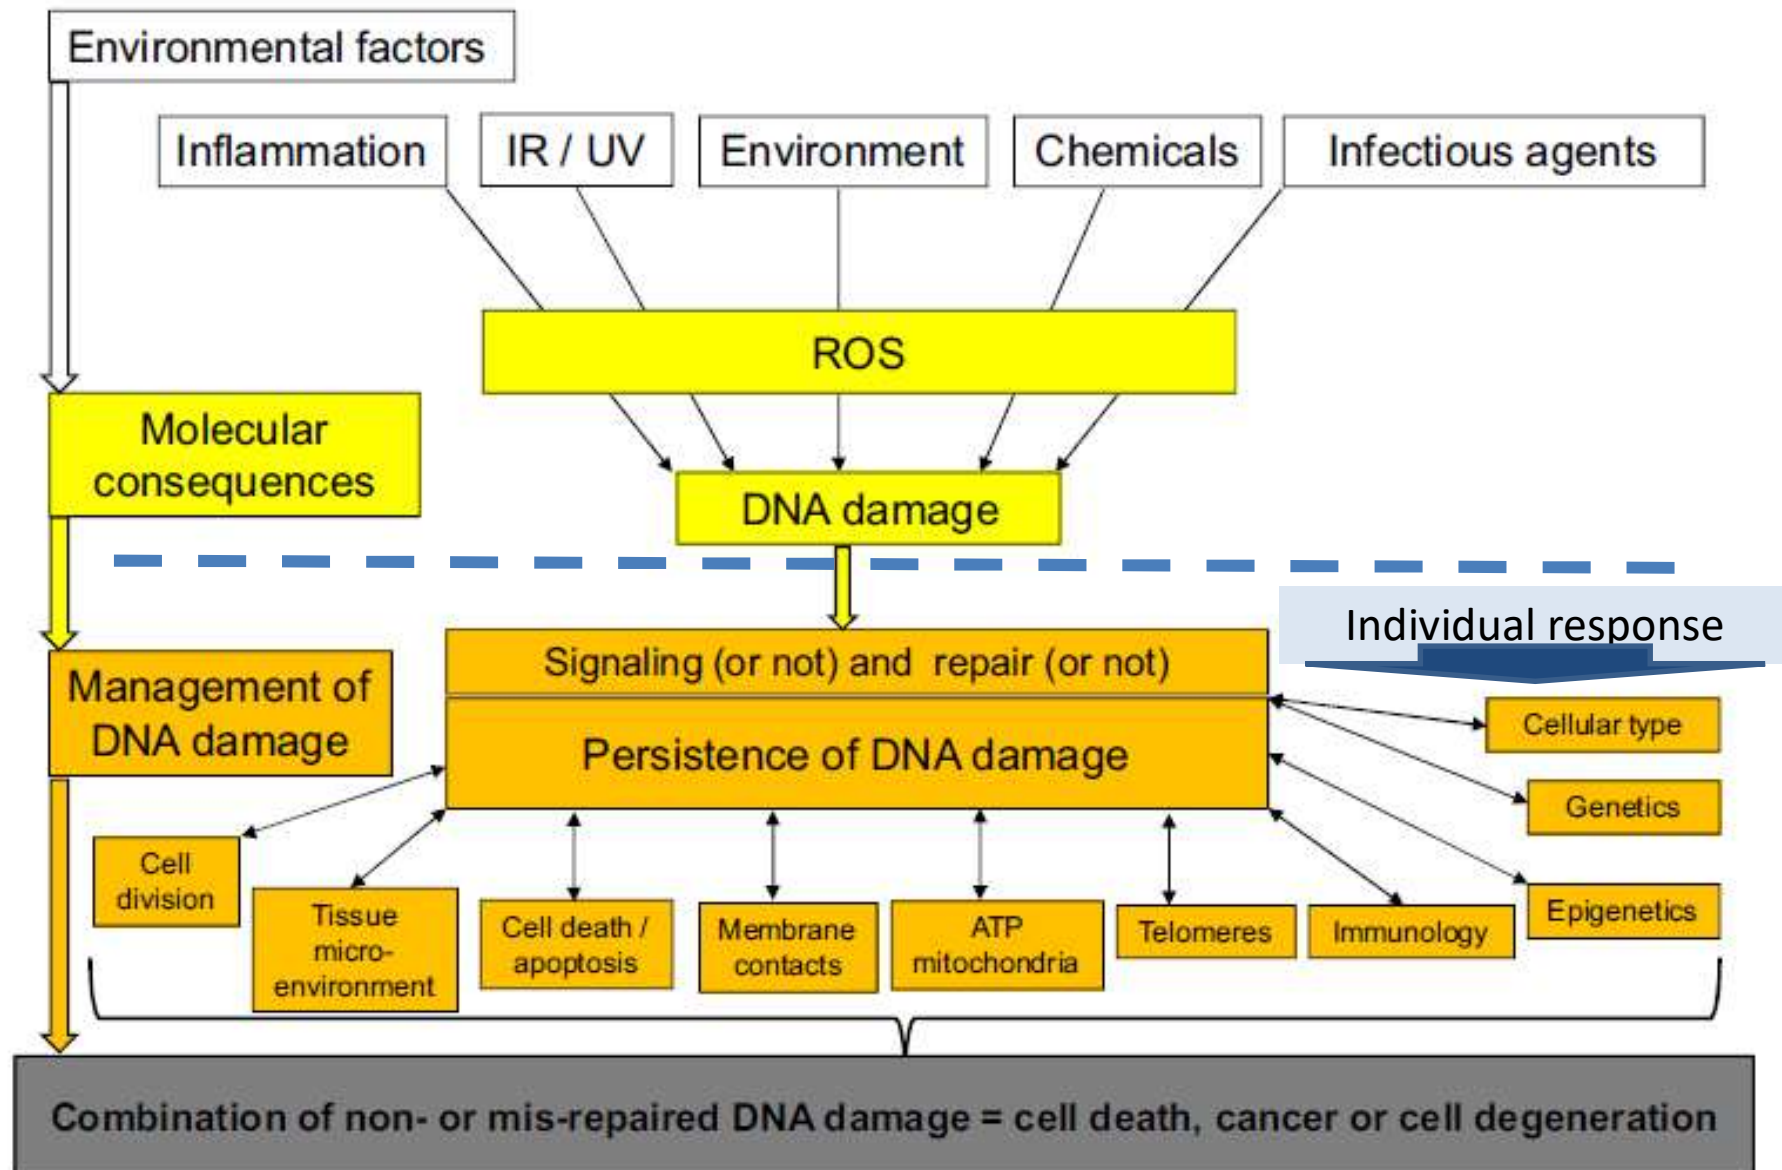 Environmental factors
Inflammation
IR / UV
Environment
Chemicals
Infectious agents
ROS
Molecular
consequences
DNA damage
Individual response
Signaling (or not) and repair (or not)
Management of
DNA damage
Persistence of DNA damage
Cellular type
Genetics
Epigenetics
Cell
division
Tissue
micro-
environment
Cell death /
apoptosis
Membrane
contacts
ATP
mitochondria
Telomeres
Immunology
Combination of non- or mis-repaired DNA damage = cell death, cancer or cell degeneration